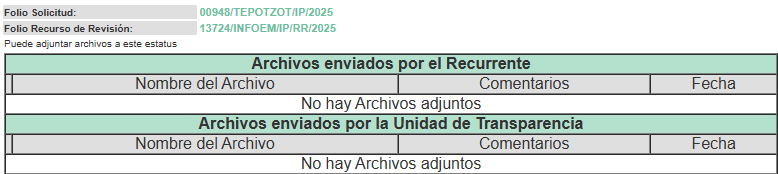 Folio Solicitud: 00948/TEPOTZOT/IP/2025
Folio Recurso de Revisión: 13724/INFOEM/IP/RR/2025
Puede adjuntar archivos a este estatus
Archivos enviados por el Recurrente
Nombre del Archivo Comentarios Fecha
No hay Archivos adjuntos
Archivos enviados por la Unidad de Transparencia
Nombre del Archivo Comentarios Fecha
No hay Archivos adjuntos